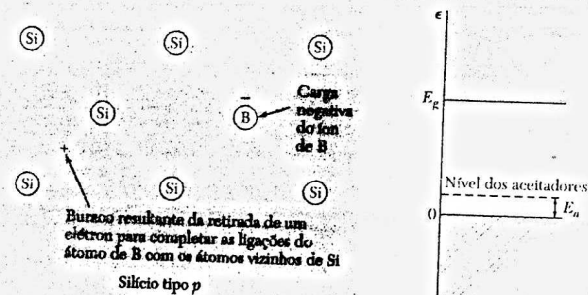 Si
Si
Si
Si
B
Carga
negativa
do íon
de B
+
Si
Si
Si
Buraco resultante da retirada de um
elétron para completar as ligações do
átomo de B com os átomos vizinhos de Si
Silício tipo p
ϵ
E_g
Nível dos aceitadores
E_a
0